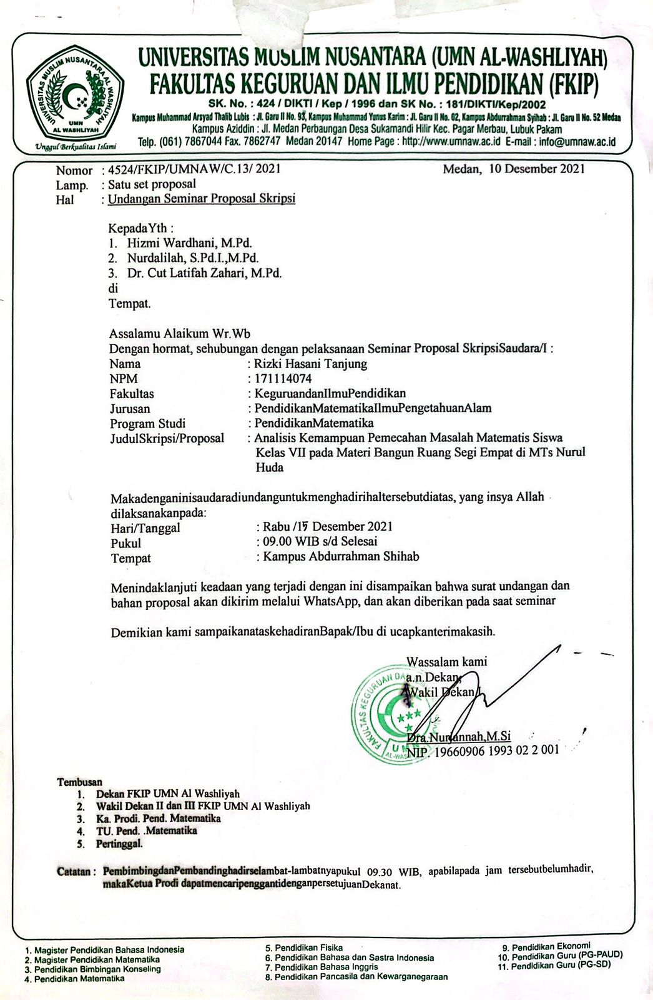 UNIVERSITAS MUSLIM NUSANTARA (UMN AL-WASHLIYAH)
FAKULTAS KEGURUAN DAN ILMU PENDIDIKAN (FKIP)
SK. No. : 424 / DIKTI / Kep / 1996 dan SK No. : 181/DIKTI/Kep/2002
Kampus Muhammad Arsyad Thalib Lubis : Jl. Garu II No. 93, Kampus Muhammad Yunus Karim : Jl. Garu II No. 02, Kampus Abdurrahman Syihab : Jl. Garu II No. 52 Medan
Kampus Aziddin : Jl. Medan Perbaungan Desa Sukamandi Hilir Kec. Pagar Merbau, Lubuk Pakam
Telp. (061) 7867044 Fax. 7862747 Medan 20147 Home Page : http://www.umnaw.ac.id E-mail : info@umnaw.ac.id
UNIVERSITAS MUSLIM NUSANTARA AL WASHLIYAH
UMN
AL WASHLIYAH
Unggul Berkualitas Islami
Nomor : 4524/FKIP/UMNAW/C.13/ 2021 Medan, 10 Desember 2021
Lamp. : Satu set proposal
Hal : Undangan Seminar Proposal Skripsi
KepadaYth :
1. Hizmi Wardhani, M.Pd.
2. Nurdalilah, S.Pd.I.,M.Pd.
3. Dr. Cut Latifah Zahari, M.Pd.
di
Tempat.
Assalamu Alaikum Wr.Wb
Dengan hormat, sehubungan dengan pelaksanaan Seminar Proposal SkripsiSaudara/I :
Nama : Rizki Hasani Tanjung
NPM : 171114074
Fakultas : KeguruandanIlmuPendidikan
Jurusan : PendidikanMatematikaIlmuPengetahuanAlam
Program Studi : PendidikanMatematika
JudulSkripsi/Proposal : Analisis Kemampuan Pemecahan Masalah Matematis Siswa
Kelas VII pada Materi Bangun Ruang Segi Empat di MTs Nurul
Huda
Makadenganinisaudaradiundanguntukmenghadirihaltersebutdiatas, yang insya Allah
dilaksanakanpada:
Hari/Tanggal : Rabu /15 Desember 2021
Pukul : 09.00 WIB s/d Selesai
Tempat : Kampus Abdurrahman Shihab
Menindaklanjuti keadaan yang terjadi dengan ini disampaikan bahwa surat undangan dan
bahan proposal akan dikirim melalui WhatsApp, dan akan diberikan pada saat seminar
Demikian kami sampaikanataskehadiranBapak/Ibu di ucapkanterimakasih.
Wassalam kami
a.n.Dekan,
Wakil Dekan I
FAKULTAS KEGURUAN DA
UMN
AL-WAS
Dra.Nurjannah,M.Si
NIP. 19660906 1993 02 2 001
Tembusan
1. Dekan FKIP UMN Al Washliyah
2. Wakil Dekan II dan III FKIP UMN Al Washliyah
3. Ka. Prodi. Pend. Matematika
4. TU. Pend. .Matematika
5. Pertinggal.
Catatan : PembimbingdanPembandinghadirselambat-lambatnyapukul 09.30 WIB, apabilapada jam tersebutbelumhadir,
makaKetua Prodi dapatmencaripenggantidenganpersetujuanDekanat.
1. Magister Pendidikan Bahasa Indonesia
2. Magister Pendidikan Matematika
3. Pendidikan Bimbingan Konseling
4. Pendidikan Matematika
5. Pendidikan Fisika
6. Pendidikan Bahasa dan Sastra Indonesia
7. Pendidikan Bahasa Inggris
8. Pendidikan Pancasila dan Kewarganegaraan
9. Pendidikan Ekonomi
10. Pendidikan Guru (PG-PAUD)
11. Pendidikan Guru (PG-SD)